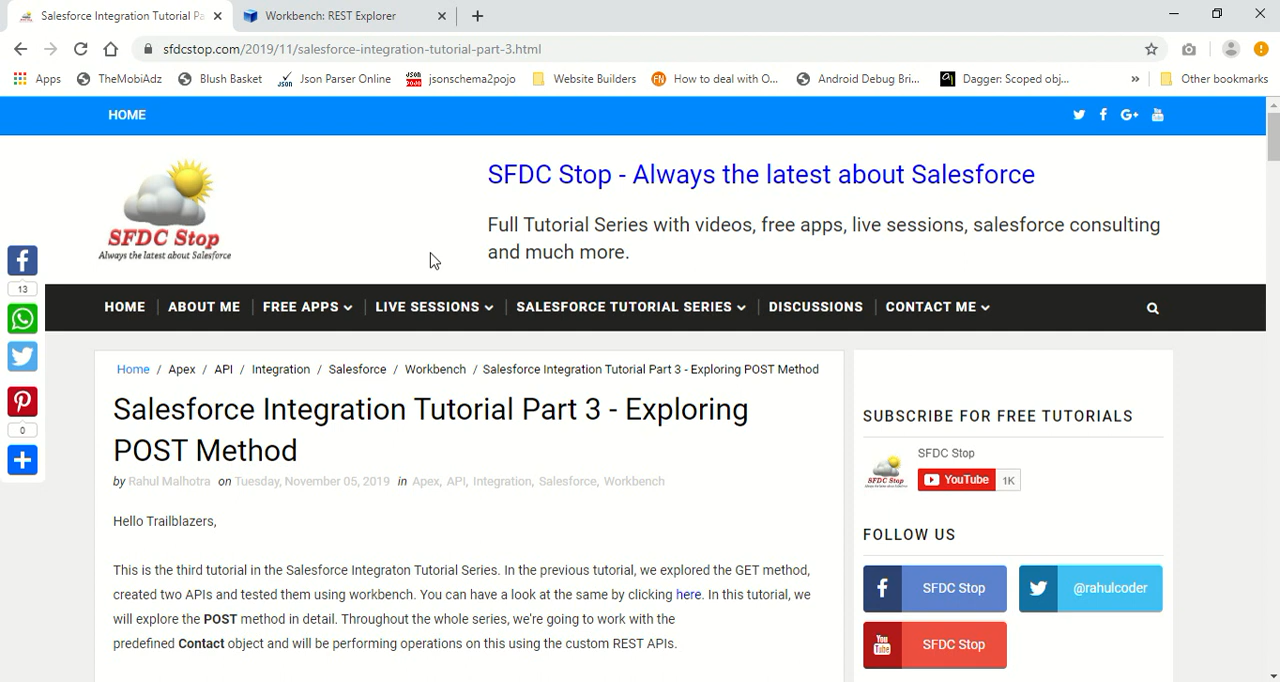 Salesforce Integration Tutorial Pa
Workbench: REST Explorer
sfdcstop.com/2019/11/salesforce-integration-tutorial-part-3.html
Apps TheMobiAdz Blush Basket Json Parser Online jsonschema2pojo Website Builders How to deal with O... Android Debug Bri... Dagger: Scoped obj... » Other bookmarks
HOME
SFDC Stop
Always the latest about Salesforce
SFDC Stop - Always the latest about Salesforce
Full Tutorial Series with videos, free apps, live sessions, salesforce consulting
and much more.
13
0
HOME ABOUT ME FREE APPS LIVE SESSIONS SALESFORCE TUTORIAL SERIES DISCUSSIONS CONTACT ME
Home / Apex / API / Integration / Salesforce / Workbench / Salesforce Integration Tutorial Part 3 - Exploring POST Method
Salesforce Integration Tutorial Part 3 - Exploring
POST Method
by Rahul Malhotra on Tuesday, November 05, 2019 in Apex, API, Integration, Salesforce, Workbench
Hello Trailblazers,
This is the third tutorial in the Salesforce Integraton Tutorial Series. In the previous tutorial, we explored the GET method,
created two APIs and tested them using workbench. You can have a look at the same by clicking here. In this tutorial, we
will explore the POST method in detail. Throughout the whole series, we're going to work with the
predefined Contact object and will be performing operations on this using the custom REST APIs.
SUBSCRIBE FOR FREE TUTORIALS
SFDC Stop
YouTube 1K
FOLLOW US
SFDC Stop
@rahulcoder
SFDC Stop